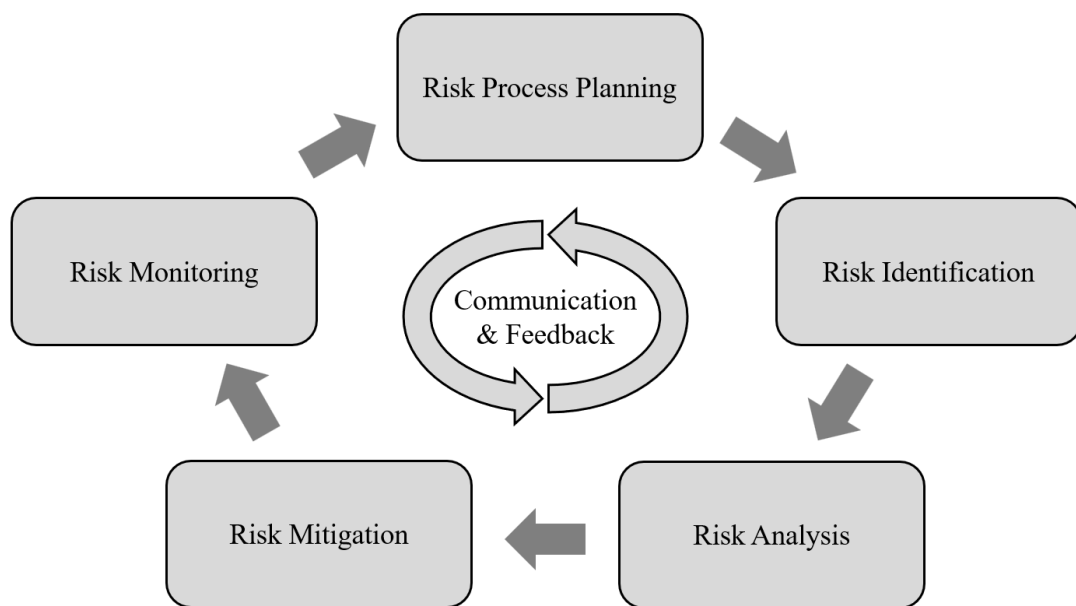 Risk Process Planning
Risk Identification
Risk Analysis
Risk Mitigation
Risk Monitoring
Communication
& Feedback